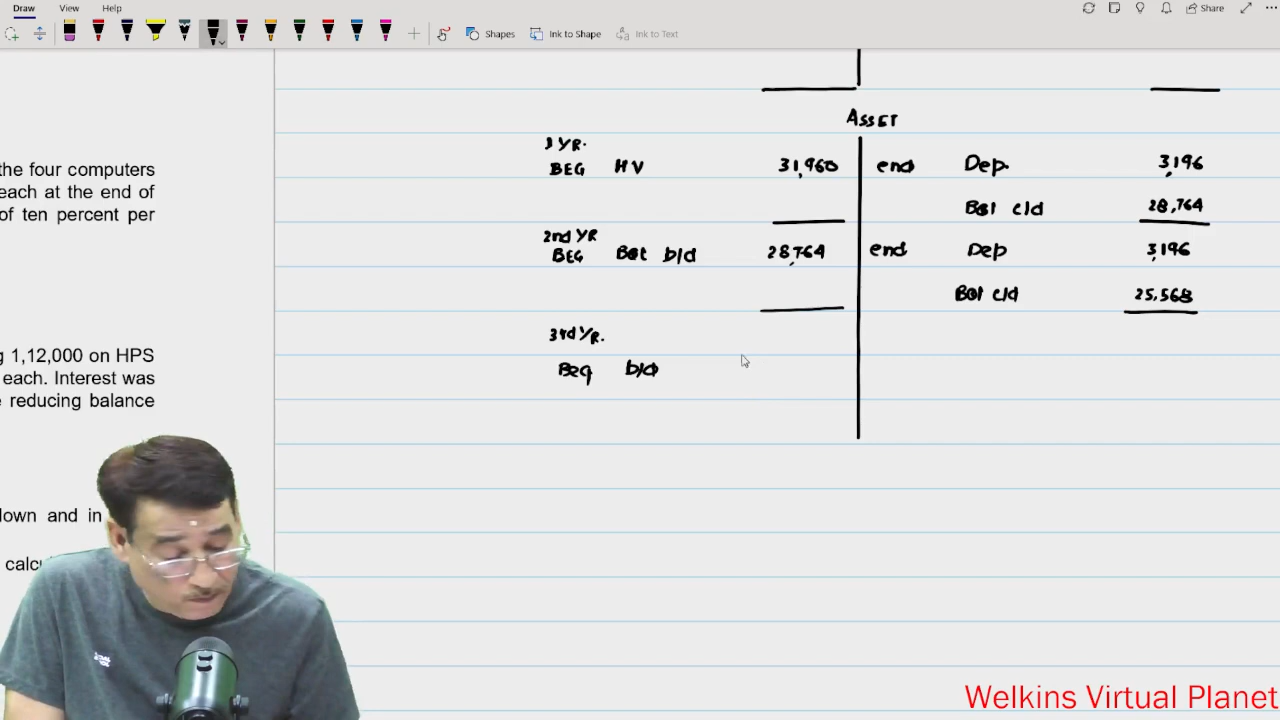 Draw View Help
Share
Shapes Ink to Shape Ink to Text
the four computers
each at the end of
of ten percent per
g 1,12,000 on HPS
each. Interest was
e reducing balance
down and in
calcu
ASSET
1 YR.
BEG HV 31,960 end Dep. 3,196
Bal c/d 28,764
2nd YR
BEG Bal b/d 28,764 end Dep 3,196
Bal c/d 25,568
3rd YR.
Beg b/d
Welkins Virtual Planet